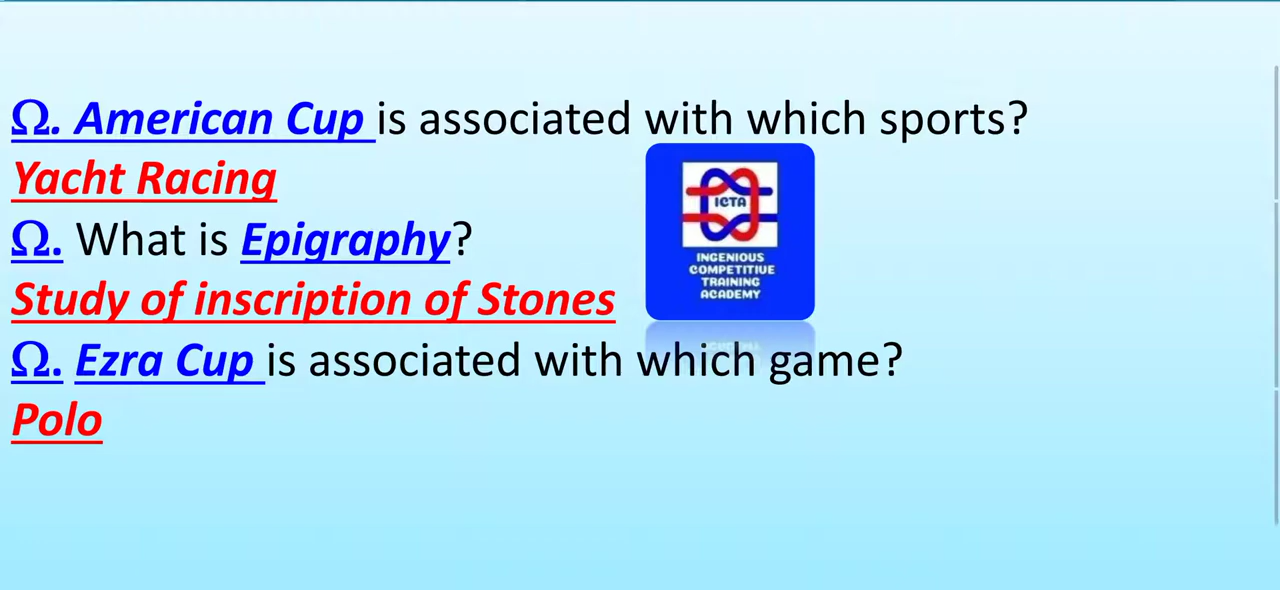 Ω. American Cup is associated with which sports?
Yacht Racing
Ω. What is Epigraphy?
Study of inscription of Stones
Ω. Ezra Cup is associated with which game?
Polo
ICTA
INGENIOUS
COMPETITIVE
TRAINING
ACADEMY